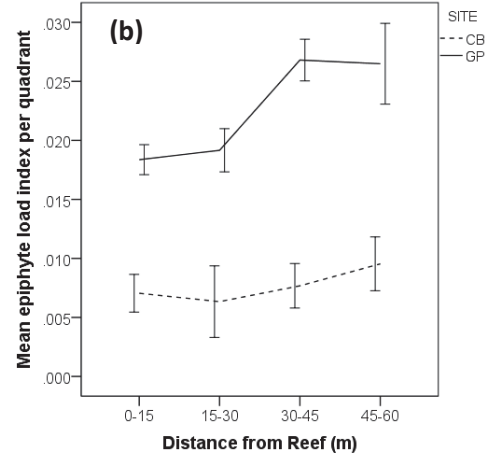 (b)
SITE
CB
GP
Mean epiphyte load index per quadrant
.030
.025
.020
.015
.010
.005
.000
0-15 15-30 30-45 45-60
Distance from Reef (m)